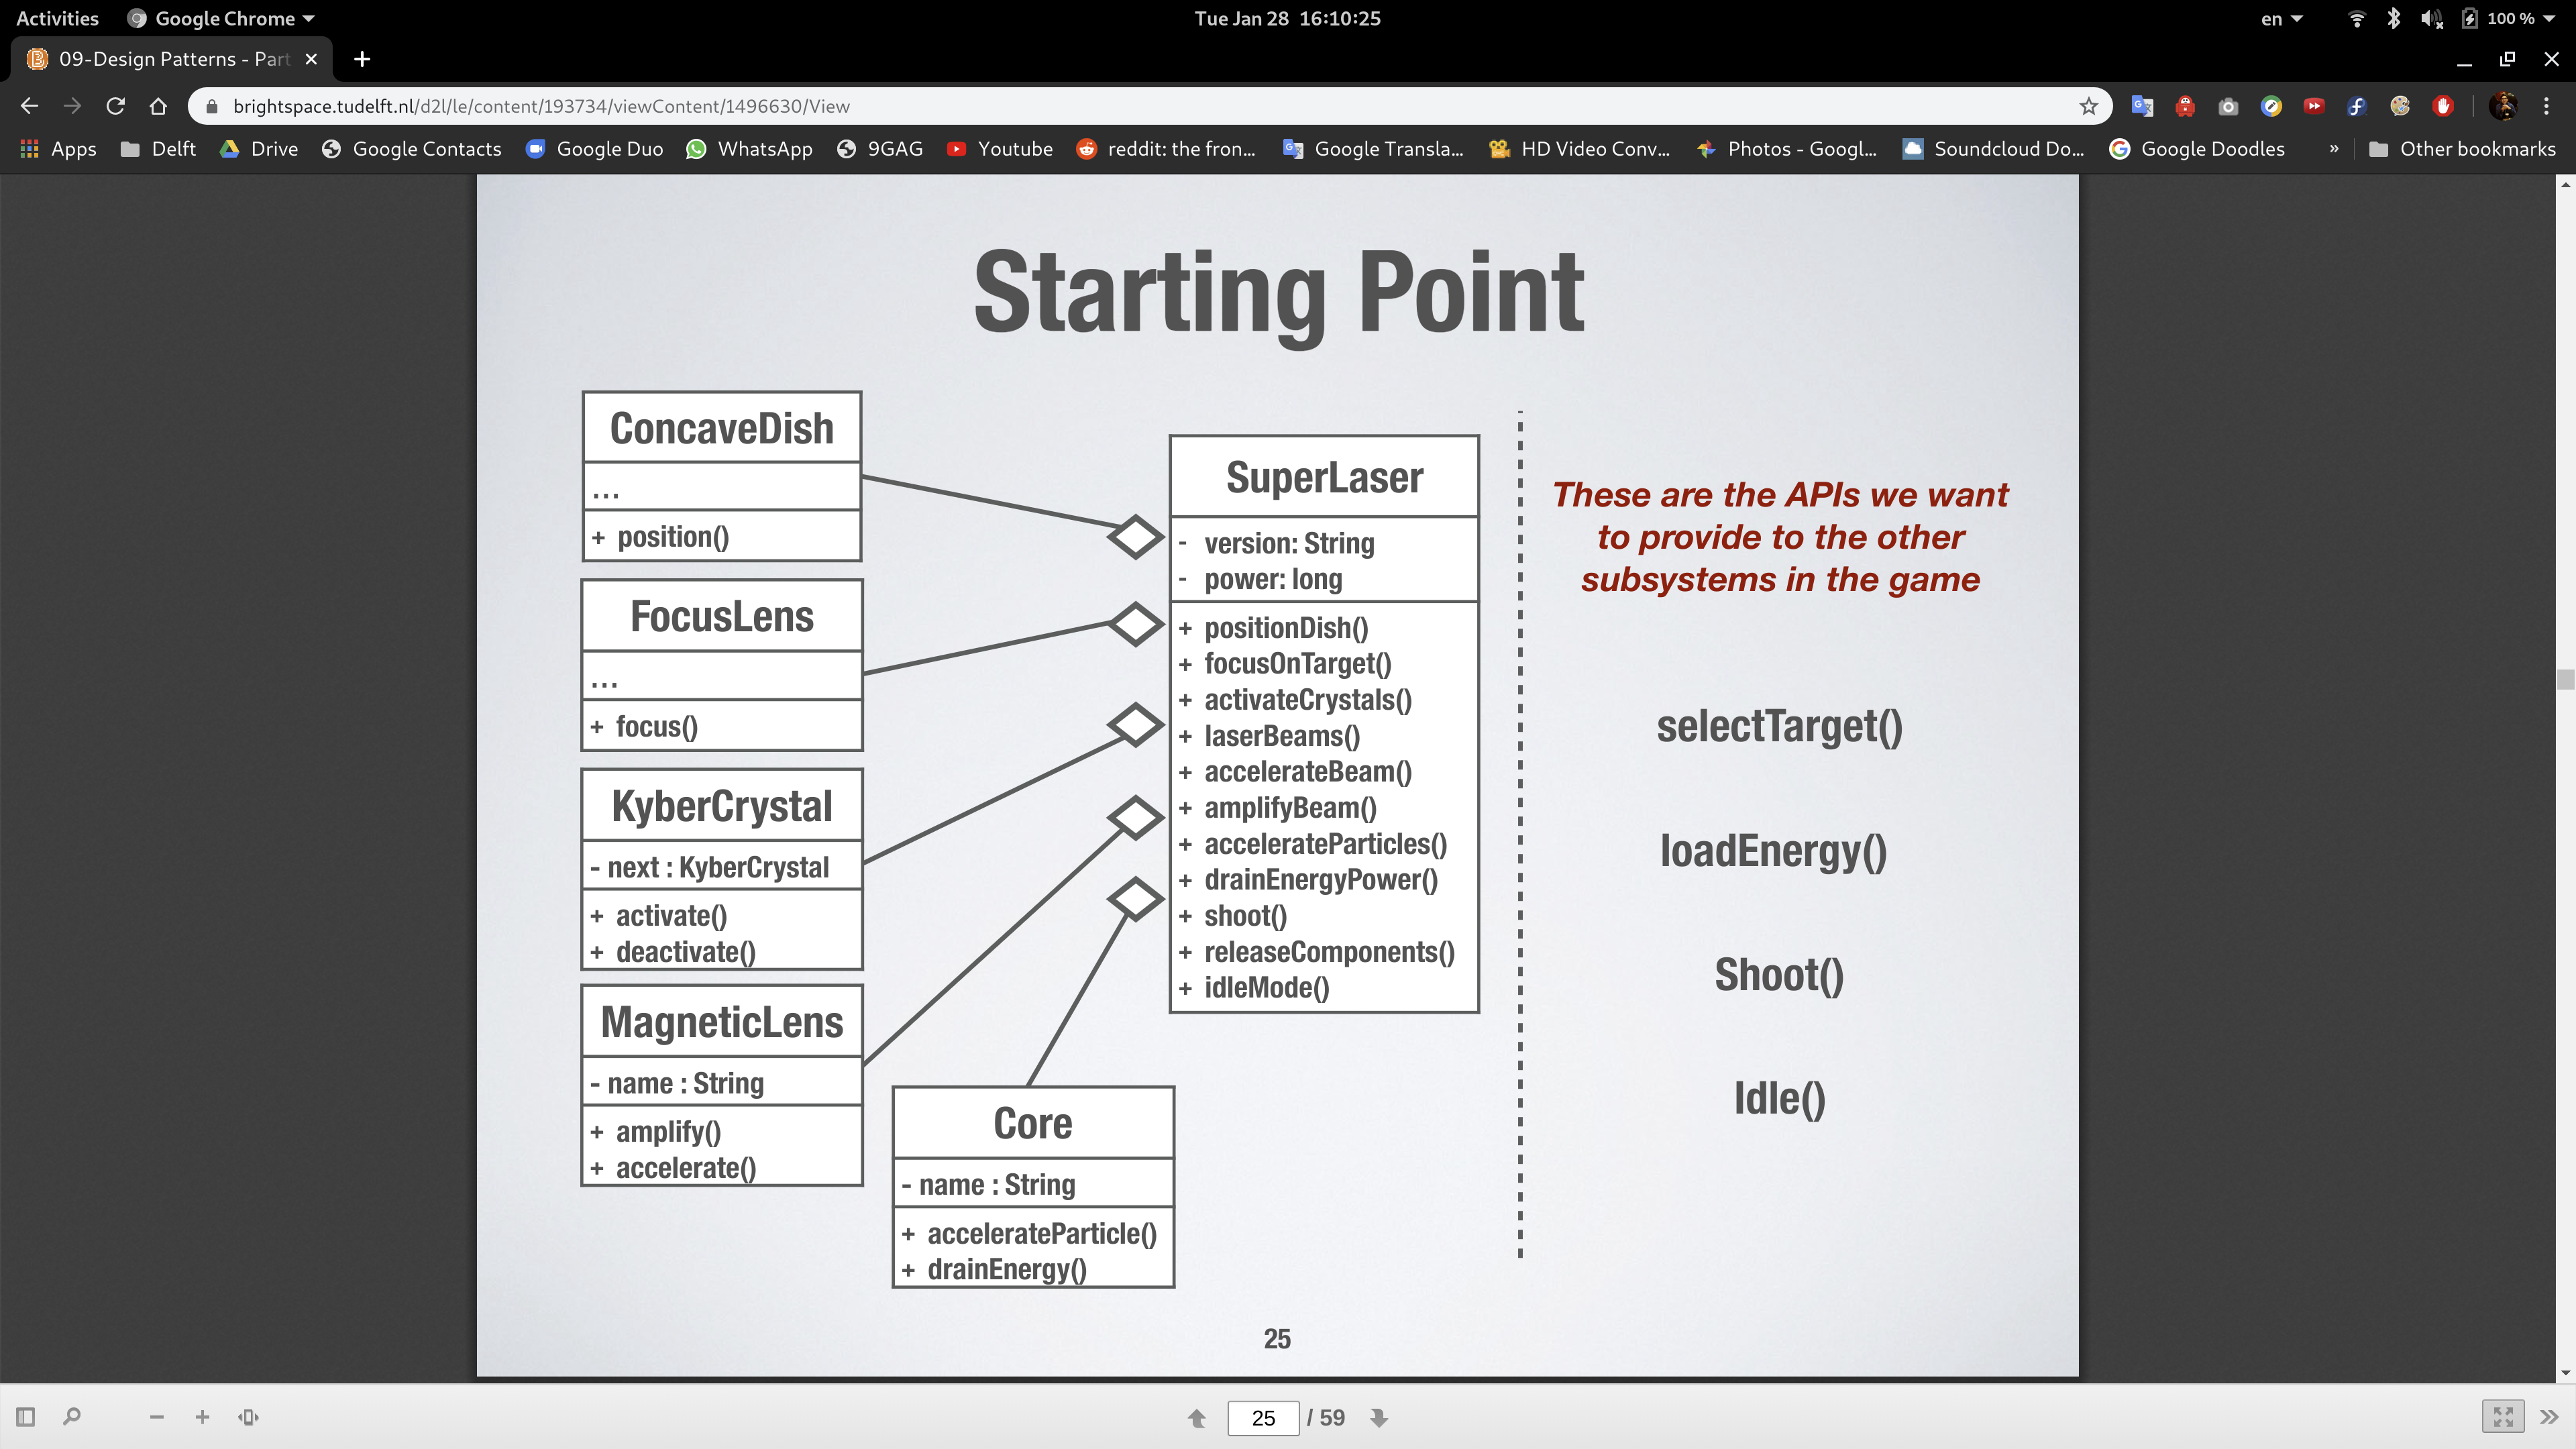 Activities Google Chrome Tue Jan 28 16:10:25 en 100 %
09-Design Patterns - Part
brightspace.tudelft.nl/d2l/le/content/193734/viewContent/1496630/View
Apps Delft Drive Google Contacts Google Duo WhatsApp 9GAG Youtube reddit: the fron... Google Transla... HD Video Conv... Photos - Googl... Soundcloud Do... Google Doodles » Other bookmarks
Starting Point
ConcaveDish
...
+ position()
FocusLens
...
+ focus()
KyberCrystal
- next : KyberCrystal
+ activate()
+ deactivate()
MagneticLens
- name : String
+ amplify()
+ accelerate()
Core
- name : String
+ accelerateParticle()
+ drainEnergy()
SuperLaser
- version: String
- power: long
+ positionDish()
+ focusOnTarget()
+ activateCrystals()
+ laserBeams()
+ accelerateBeam()
+ amplifyBeam()
+ accelerateParticles()
+ drainEnergyPower()
+ shoot()
+ releaseComponents()
+ idleMode()
These are the APIs we want
to provide to the other
subsystems in the game
selectTarget()
loadEnergy()
Shoot()
Idle()
25
25 / 59